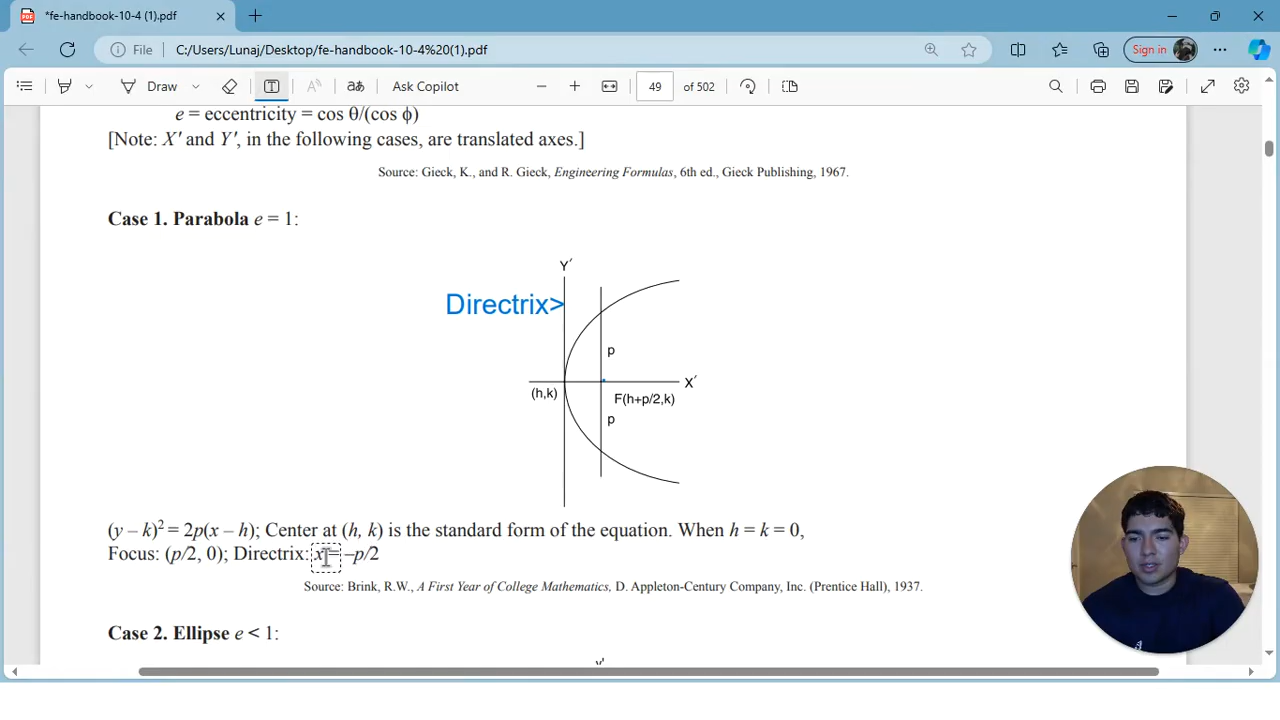 *fe-handbook-10-4 (1).pdf
File C:/Users/Lunaj/Desktop/fe-handbook-10-4%20(1).pdf Sign in
Draw aあ Ask Copilot 49 of 502
e = eccentricity = cos θ/(cos ϕ)
[Note: X′ and Y′, in the following cases, are translated axes.]
Source: Gieck, K., and R. Gieck, Engineering Formulas, 6th ed., Gieck Publishing, 1967.
Case 1. Parabola e = 1:
Y′
Directrix>
p
X′
(h,k)
F(h+p/2,k)
p
(y – k)² = 2p(x – h); Center at (h, k) is the standard form of the equation. When h = k = 0,
Focus: (p/2, 0); Directrix: x = –p/2
Source: Brink, R.W., A First Year of College Mathematics, D. Appleton-Century Company, Inc. (Prentice Hall), 1937.
Case 2. Ellipse e < 1: